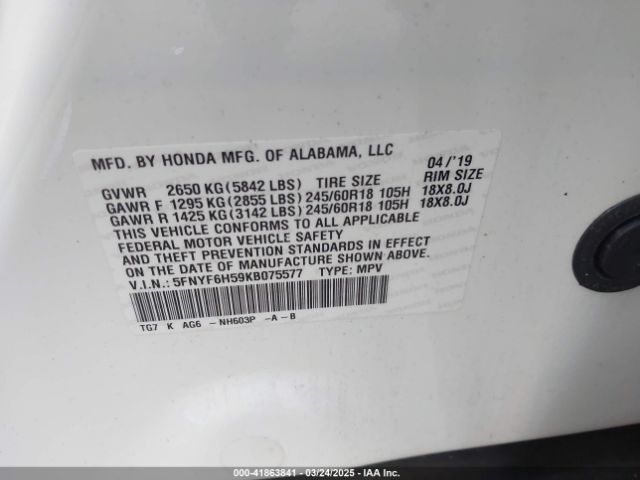 MFD. BY HONDA MFG. OF ALABAMA, LLC 04/'19
GVWR 2650 KG(5842 LBS) TIRE SIZE RIM SIZE
GAWR F 1295 KG(2855 LBS) 245/60R18 105H 18X8.0J
GAWR R 1425 KG(3142 LBS) 245/60R18 105H 18X8.0J
THIS VEHICLE CONFORMS TO ALL APPLICABLE
FEDERAL MOTOR VEHICLE SAFETY
AND THEFT PREVENTION STANDARDS IN EFFECT
ON THE DATE OF MANUFACTURE SHOWN ABOVE.
V.I.N.: 5FNYF6H59KB075577 TYPE: MPV
TG7 K AG6 -NH603P -A-B
000-41863841 - 03/24/2025 - IAAI.COM